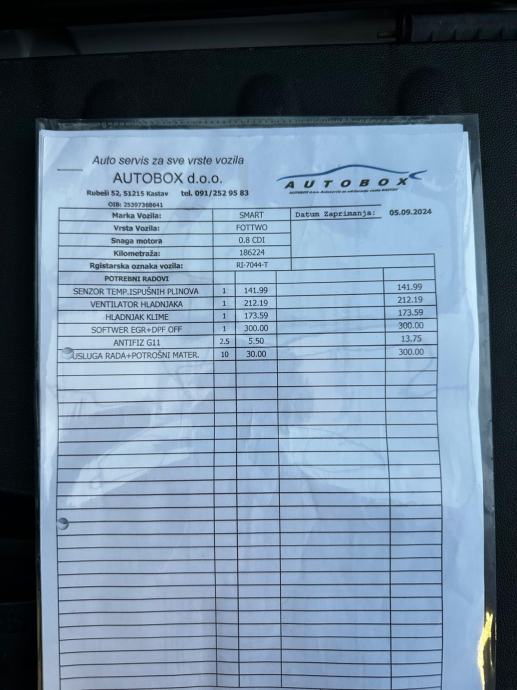 Auto servis za sve vrste vozila
AUTOBOX d.o.o.
Rubeši 52, 51215 Kastav tel. 091/252 95 83
OIB: 25397368641
AUTOBOX
Marka Vozila: SMART Datum Zaprimanja: 05.09.2024
Vrsta Vozila: FOTTWO
Snaga motora 0.8 CDI
Kilometraža: 186224
Rgistarska oznaka vozila: RI-7044-T
POTREBNI RADOVI
SENZOR TEMP.ISPUŠNIH PLINOVA 1 141.99 141.99
VENTILATOR HLADNJAKA 1 212.19 212.19
HLADNJAK KLIME 1 173.59 173.59
SOFTWER EGR+DPF OFF 1 300.00 300.00
ANTIFIZ G11 2.5 5.50 13.75
USLUGA RADA+POTROŠNI MATER. 10 30.00 300.00